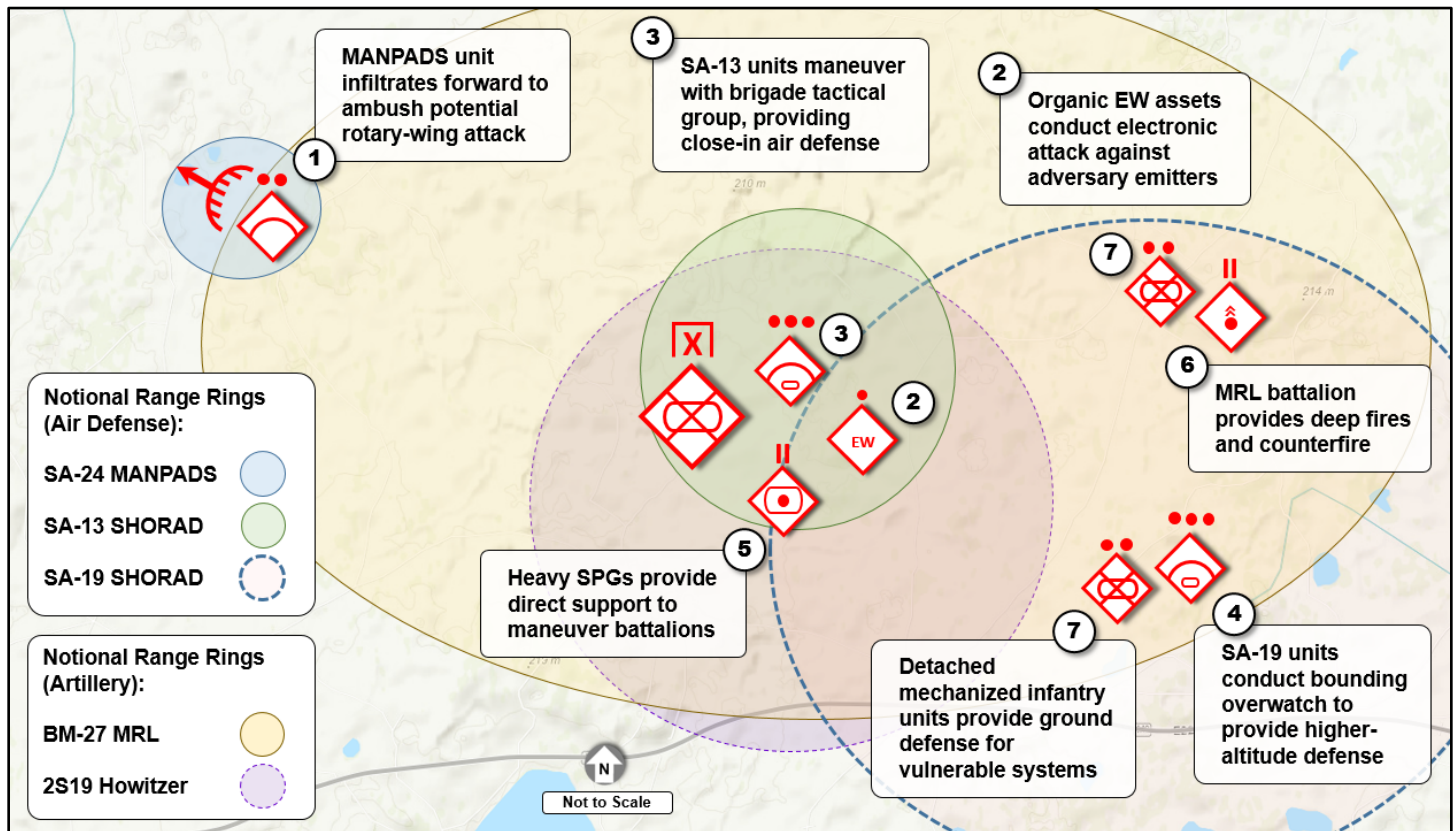 MANPADS unit
infiltrates forward to
ambush potential
rotary-wing attack
1
3
SA-13 units maneuver
with brigade tactical
group, providing
close-in air defense
2
Organic EW assets
conduct electronic
attack against
adversary emitters
210 m
7
214 m
X
3
2
EW
6
MRL battalion
provides deep fires
and counterfire
Notional Range Rings
(Air Defense):
SA-24 MANPADS
SA-13 SHORAD
SA-19 SHORAD
5
Heavy SPGs provide
direct support to
maneuver battalions
215 m
7
Detached
mechanized infantry
units provide ground
defense for
vulnerable systems
4
SA-19 units
conduct bounding
overwatch to
provide higher-
altitude defense
Notional Range Rings
(Artillery):
BM-27 MRL
2S19 Howitzer
N
Not to Scale